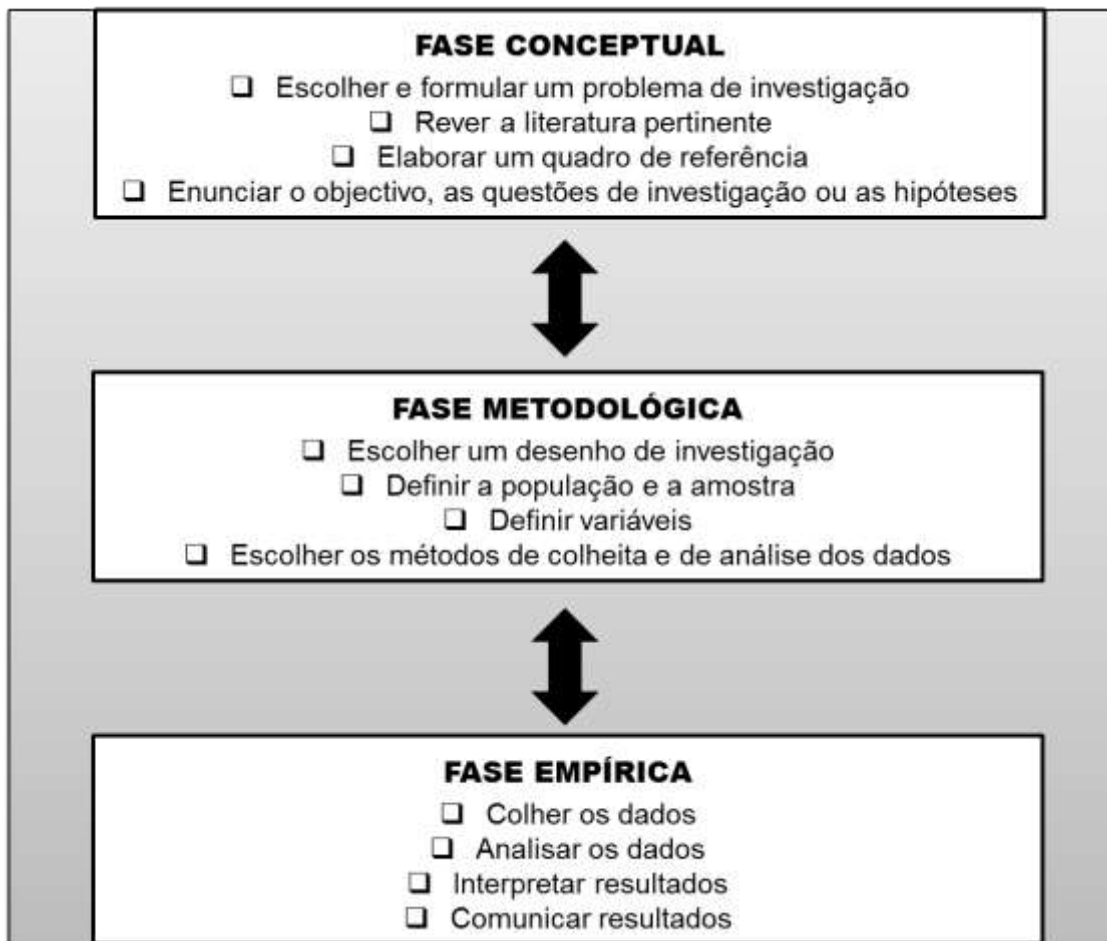 FASE CONCEPTUAL
❑ Escolher e formular um problema de investigação
❑ Rever a literatura pertinente
❑ Elaborar um quadro de referência
❑ Enunciar o objectivo, as questões de investigação ou as hipóteses
FASE METODOLÓGICA
❑ Escolher um desenho de investigação
❑ Definir a população e a amostra
❑ Definir variáveis
❑ Escolher os métodos de colheita e de análise dos dados
FASE EMPÍRICA
❑ Colher os dados
❑ Analisar os dados
❑ Interpretar resultados
❑ Comunicar resultados